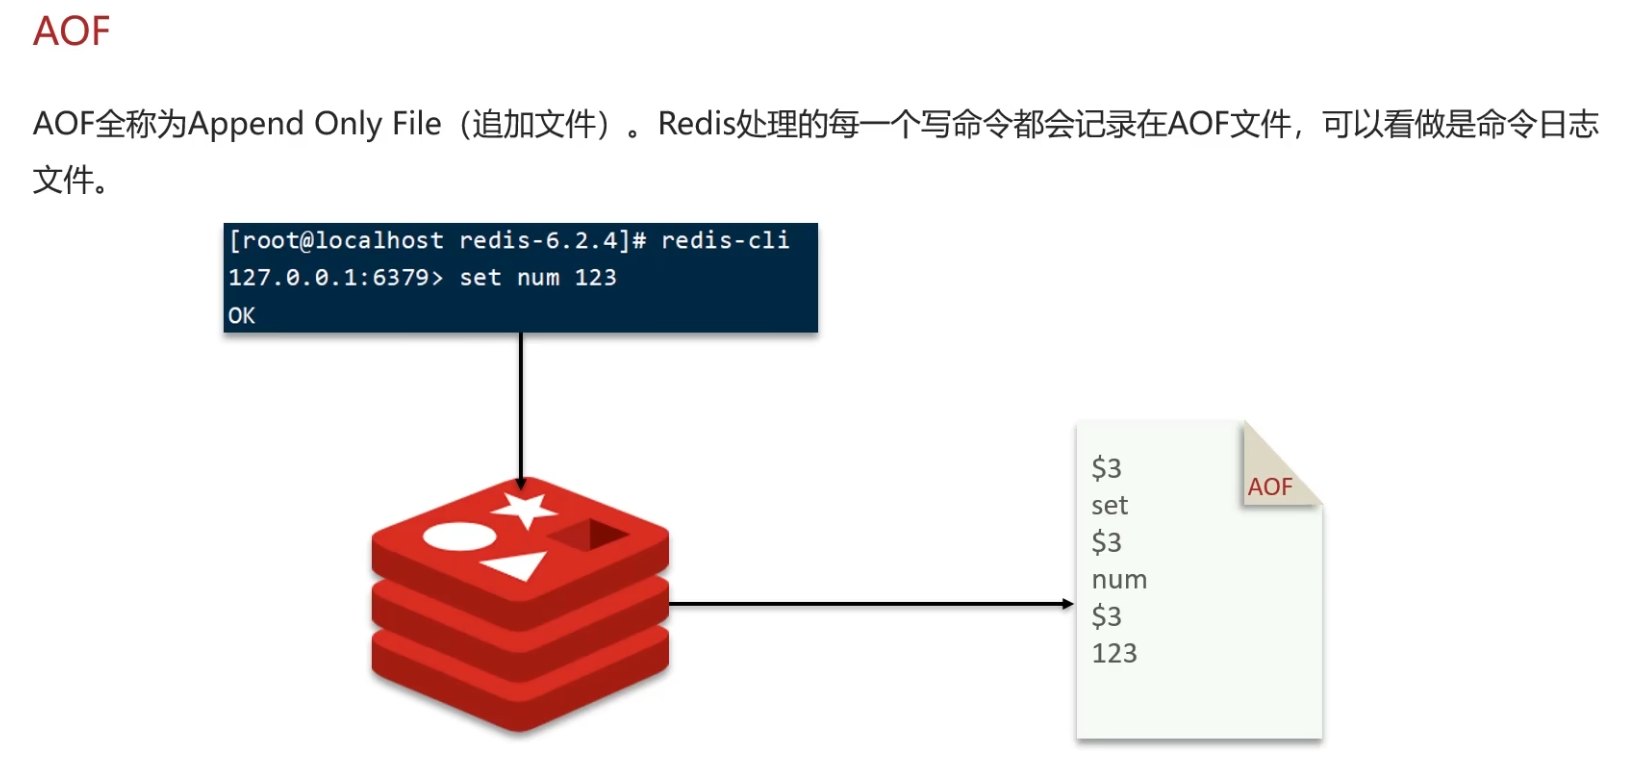 AOF
AOF全称为Append Only File（追加文件）。Redis处理的每一个写命令都会记录在AOF文件，可以看做是命令日志
文件。
[root@localhost redis-6.2.4]# redis-cli
127.0.0.1:6379> set num 123
OK
AOF
$3
set
$3
num
$3
123